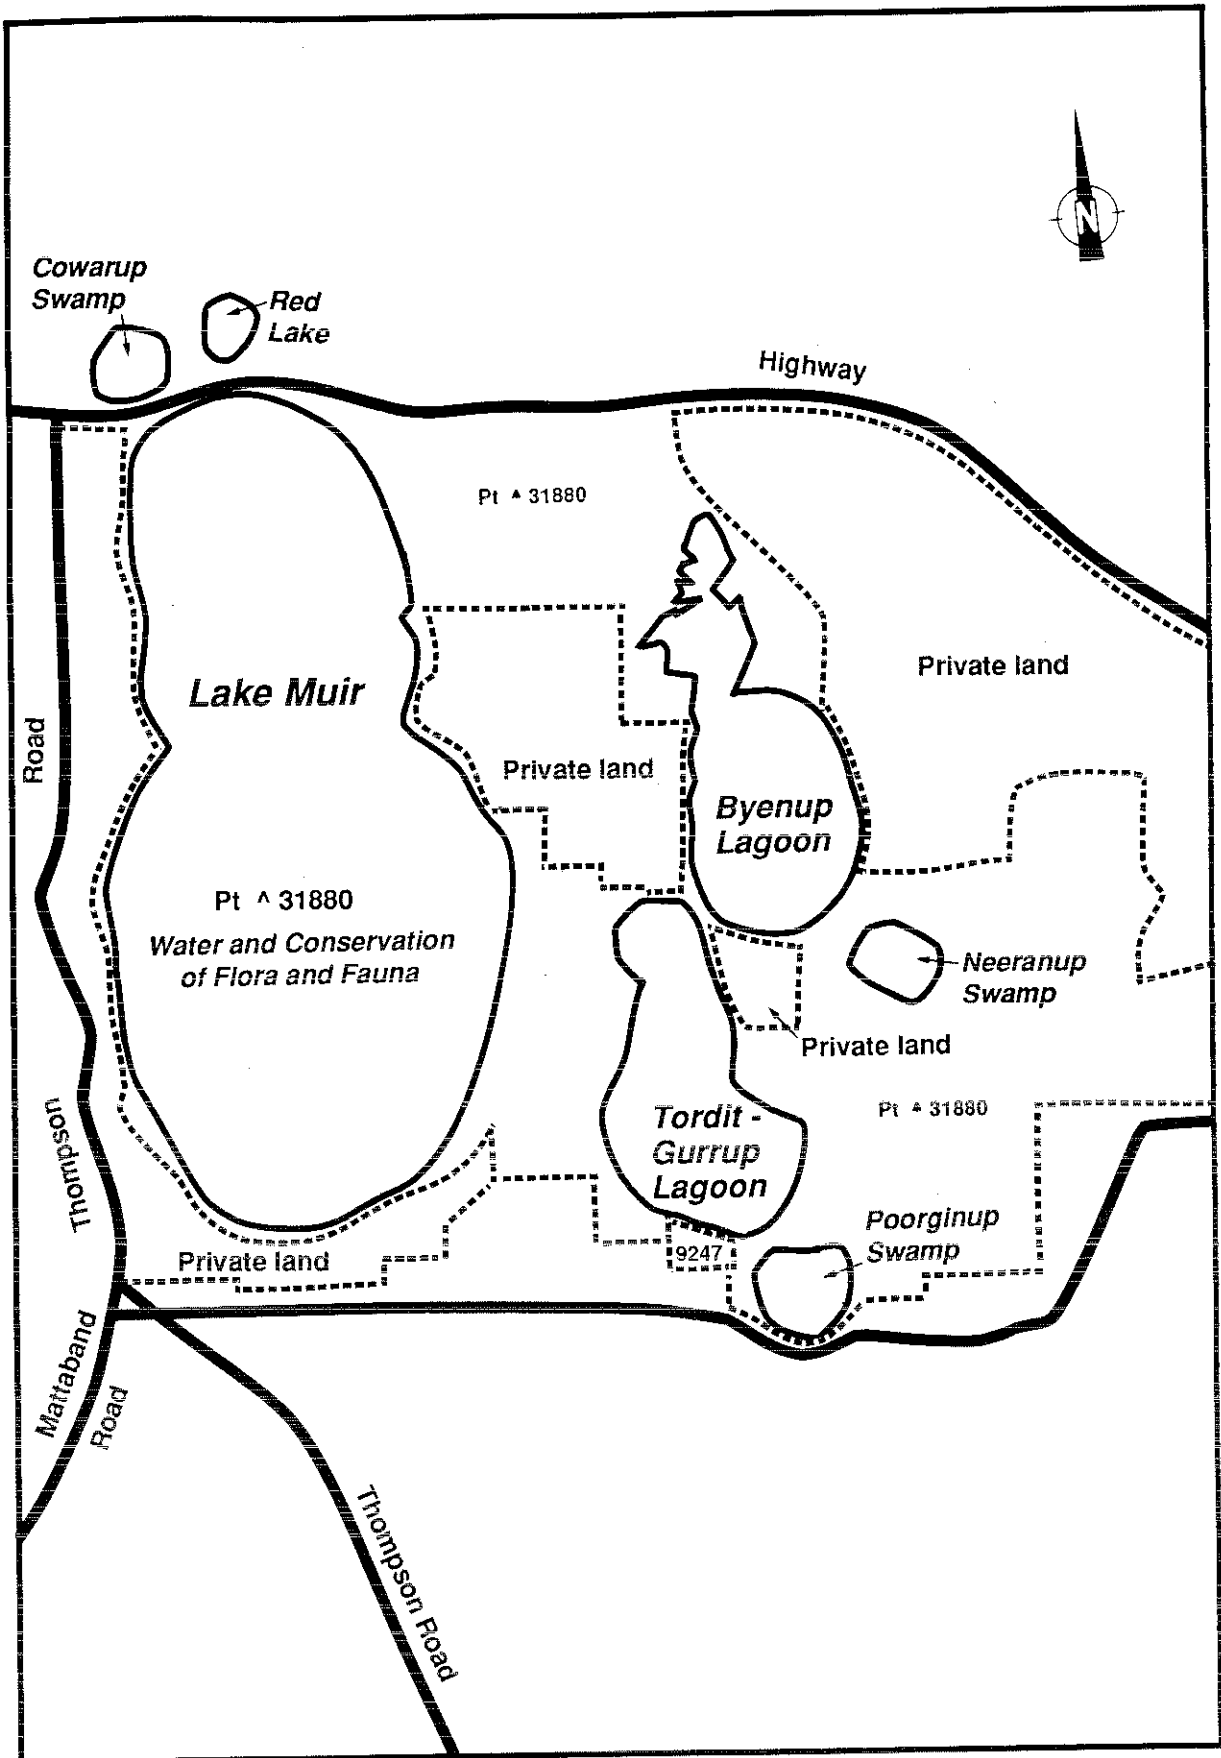 N
Cowarup
Swamp
Red
Lake
Highway
Pt ^ 31880
Private land
Lake Muir
Road
Private land
Byenup
Lagoon
Pt ^ 31880
Water and Conservation
of Flora and Fauna
Neeranup
Swamp
Private land
Thompson
Tordit -
Gurrup
Lagoon
Pt ^ 31880
Poorginup
Swamp
9247
Private land
Mattaband
Road
Thompson Road